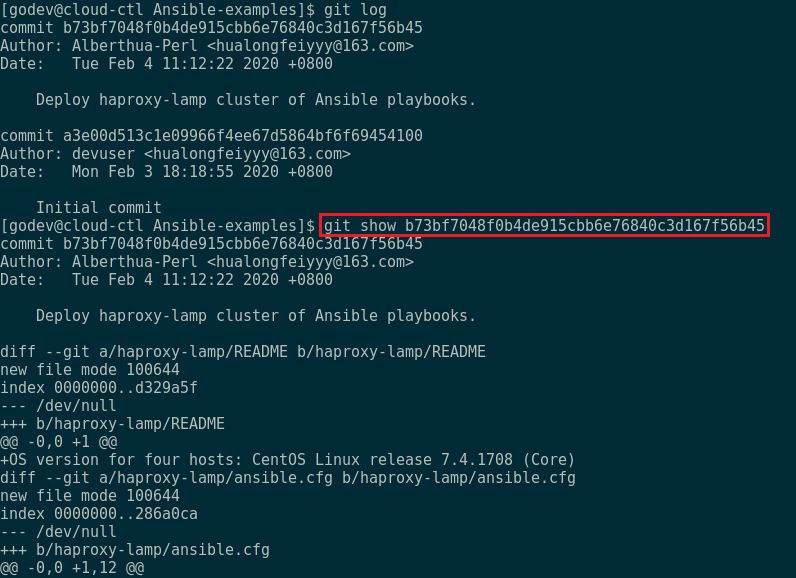 [godev@cloud-ctl Ansible-examples]$ git log
commit b73bf7048f0b4de915cbb6e76840c3d167f56b45
Author: Alberthua-Perl <hualongfeiyyy@163.com>
Date:   Tue Feb 4 11:12:22 2020 +0800
    Deploy haproxy-lamp cluster of Ansible playbooks.
commit a3e00d513c1e09966f4ee67d5864bf6f69454100
Author: devuser <hualongfeiyyy@163.com>
Date:   Mon Feb 3 18:18:55 2020 +0800
    Initial commit
[godev@cloud-ctl Ansible-examples]$ git show b73bf7048f0b4de915cbb6e76840c3d167f56b45
commit b73bf7048f0b4de915cbb6e76840c3d167f56b45
Author: Alberthua-Perl <hualongfeiyyy@163.com>
Date:   Tue Feb 4 11:12:22 2020 +0800
    Deploy haproxy-lamp cluster of Ansible playbooks.
diff --git a/haproxy-lamp/README b/haproxy-lamp/README
new file mode 100644
index 0000000..d329a5f
--- /dev/null
+++ b/haproxy-lamp/README
@@ -0,0 +1 @@
+OS version for four hosts: CentOS Linux release 7.4.1708 (Core)
diff --git a/haproxy-lamp/ansible.cfg b/haproxy-lamp/ansible.cfg
new file mode 100644
index 0000000..286a0ca
--- /dev/null
+++ b/haproxy-lamp/ansible.cfg
@@ -0,0 +1,12 @@